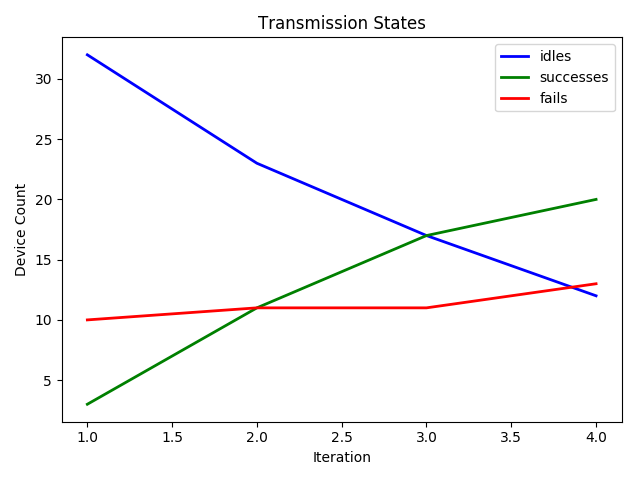 Transmission States
idles
successes
fails
Device Count
30
25
20
15
10
5
1.0 1.5 2.0 2.5 3.0 3.5 4.0
Iteration